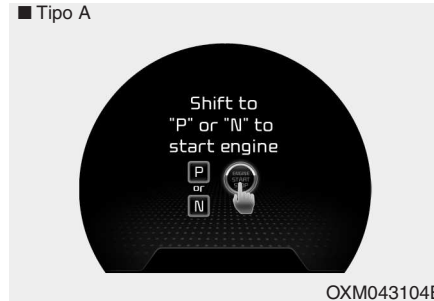 ■ Tipo A
Shift to
"P" or "N" to
start engine
P
or
N
ENGINE
START
OXM043104